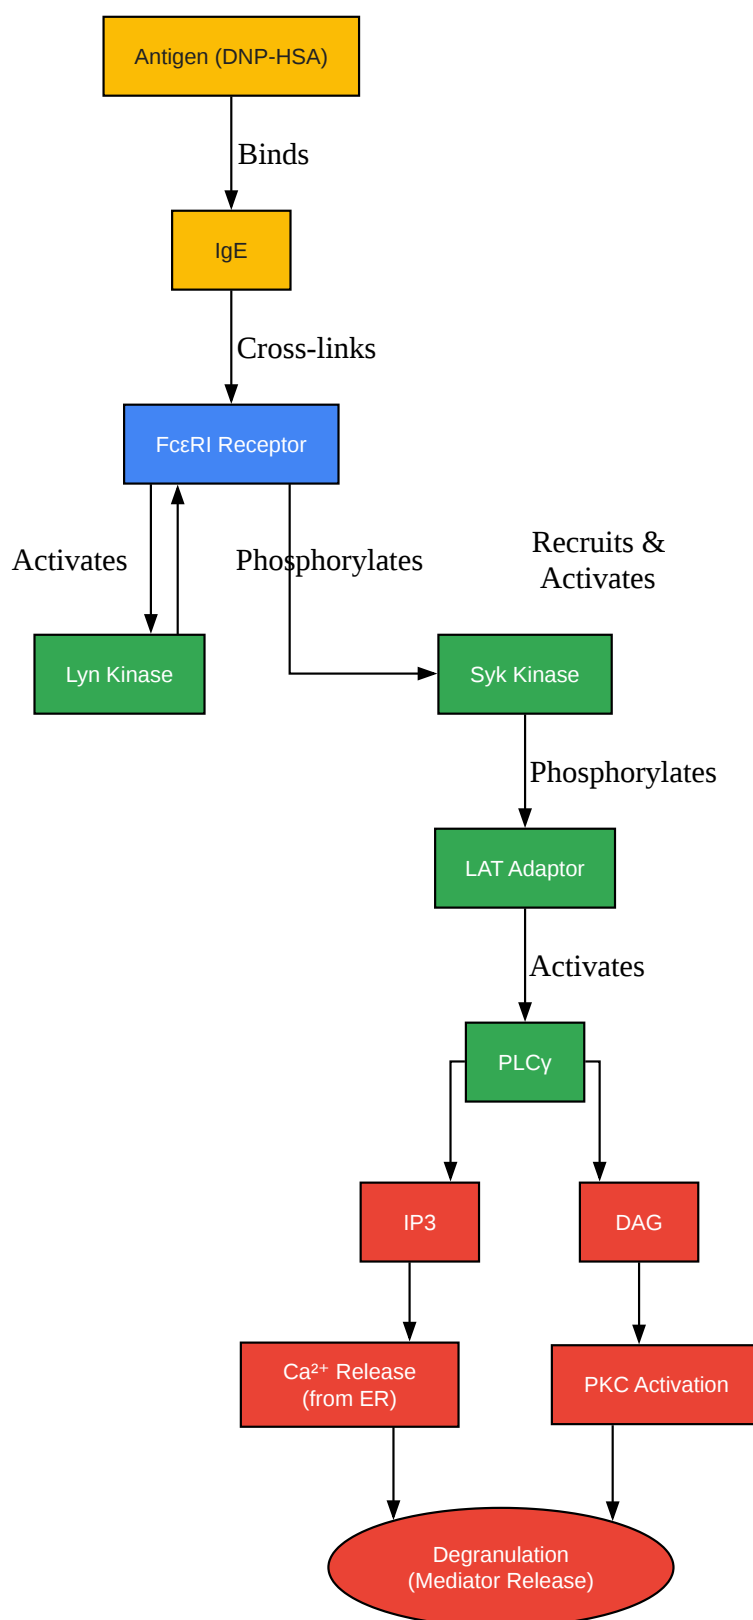 Antigen (DNP-HSA)
Binds
IgE
Cross-links
FcεRI Receptor
Activates
Phosphorylates
Recruits &
Activates
Lyn Kinase
Syk Kinase
Phosphorylates
LAT Adaptor
Activates
PLCγ
IP3
DAG
Ca²⁺ Release
(from ER)
PKC Activation
Degranulation
(Mediator Release)